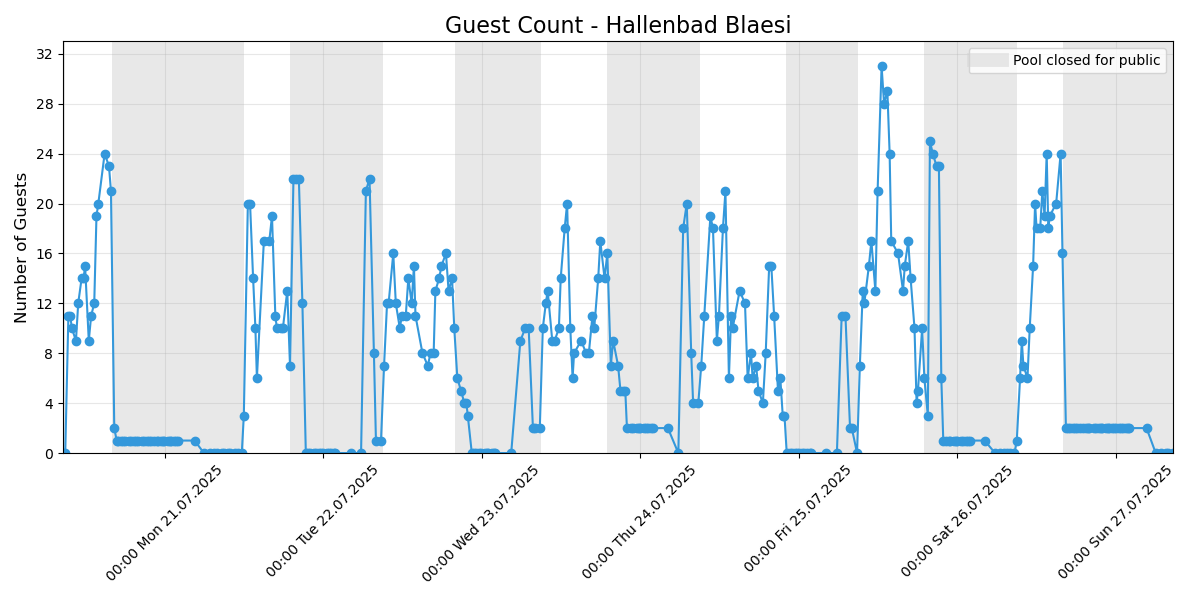 Guest Count - Hallenbad Blaesi
Pool closed for public
Number of Guests
32
28
24
20
16
12
8
4
0
00:00 Mon 21.07.2025
00:00 Tue 22.07.2025
00:00 Wed 23.07.2025
00:00 Thu 24.07.2025
00:00 Fri 25.07.2025
00:00 Sat 26.07.2025
00:00 Sun 27.07.2025